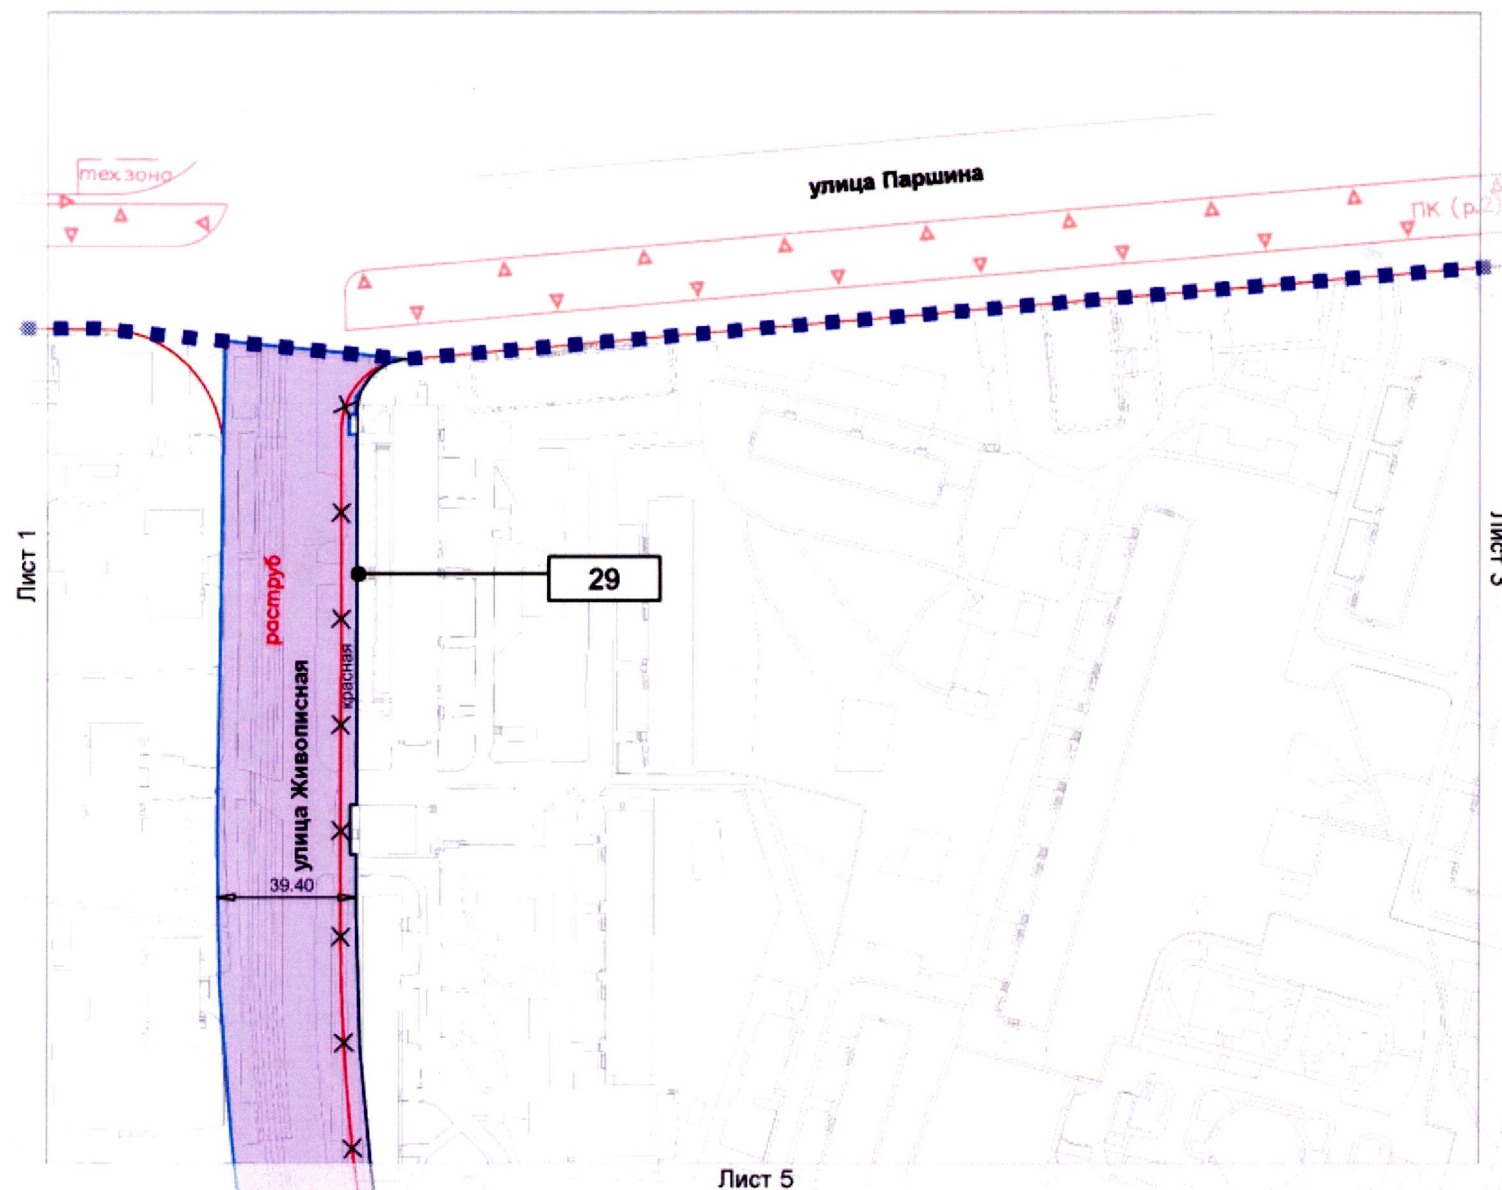 улица Паршина
тех.зона
ПК (р.2)
Лист 1
Лист 3
29
раструб
красная
улица Живописная
39.40
Лист 5